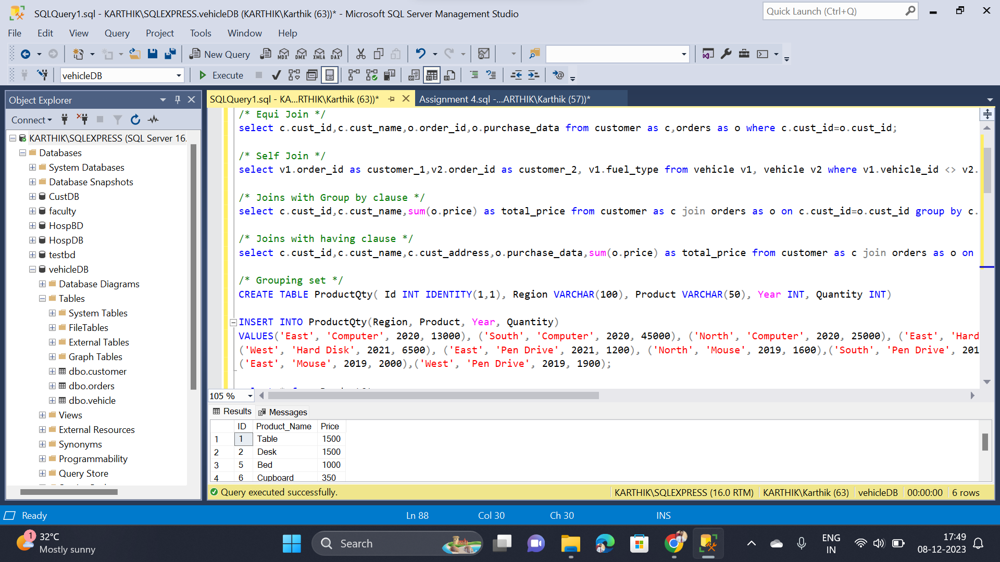 SQLQuery1.sql - KARTHIK\SQLEXPRESS.vehicleDB (KARTHIK\Karthik (63))* - Microsoft SQL Server Management Studio
Quick Launch (Ctrl+Q)
File Edit View Query Project Tools Window Help
New Query MDX DMX XMLA DAX
vehicleDB Execute
Object Explorer
Connect
KARTHIK\SQLEXPRESS (SQL Server 16.
Databases
System Databases
Database Snapshots
CustDB
faculty
HospBD
HospDB
testbd
vehicleDB
Database Diagrams
Tables
System Tables
FileTables
External Tables
Graph Tables
dbo.customer
dbo.orders
dbo.vehicle
Views
External Resources
Synonyms
Programmability
Query Store
SQLQuery1.sql - KA...RTHIK\Karthik (63))* Assignment 4.sql -...ARTHIK\Karthik (57))*
/* Equi Join */
select c.cust_id,c.cust_name,o.order_id,o.purchase_data from customer as c,orders as o where c.cust_id=o.cust_id;
/* Self Join */
select v1.order_id as customer_1,v2.order_id as customer_2, v1.fuel_type from vehicle v1, vehicle v2 where v1.vehicle_id <> v2.
/* Joins with Group by clause */
select c.cust_id,c.cust_name,sum(o.price) as total_price from customer as c join orders as o on c.cust_id=o.cust_id group by c.
/* Joins with having clause */
select c.cust_id,c.cust_name,c.cust_address,o.purchase_data,sum(o.price) as total_price from customer as c join orders as o on
/* Grouping set */
CREATE TABLE ProductQty( Id INT IDENTITY(1,1), Region VARCHAR(100), Product VARCHAR(50), Year INT, Quantity INT)
INSERT INTO ProductQty(Region, Product, Year, Quantity)
VALUES('East', 'Computer', 2020, 13000), ('South', 'Computer', 2020, 45000), ('North', 'Computer', 2020, 25000), ('East', 'Hard
('West', 'Hard Disk', 2021, 6500), ('East', 'Pen Drive', 2021, 1200), ('North', 'Mouse', 2019, 1600),('South', 'Pen Drive', 201
('East', 'Mouse', 2019, 2000),('West', 'Pen Drive', 2019, 1900);
105 %
Results Messages
ID Product_Name Price
1 1 Table 1500
2 2 Desk 1500
3 5 Bed 1000
4 6 Cupboard 350
Query executed successfully. KARTHIK\SQLEXPRESS (16.0 RTM) KARTHIK\Karthik (63) vehicleDB 00:00:00 6 rows
Ready Ln 88 Col 30 Ch 30 INS
1 32°C
Mostly sunny
Search
ENG
IN
17:49
08-12-2023